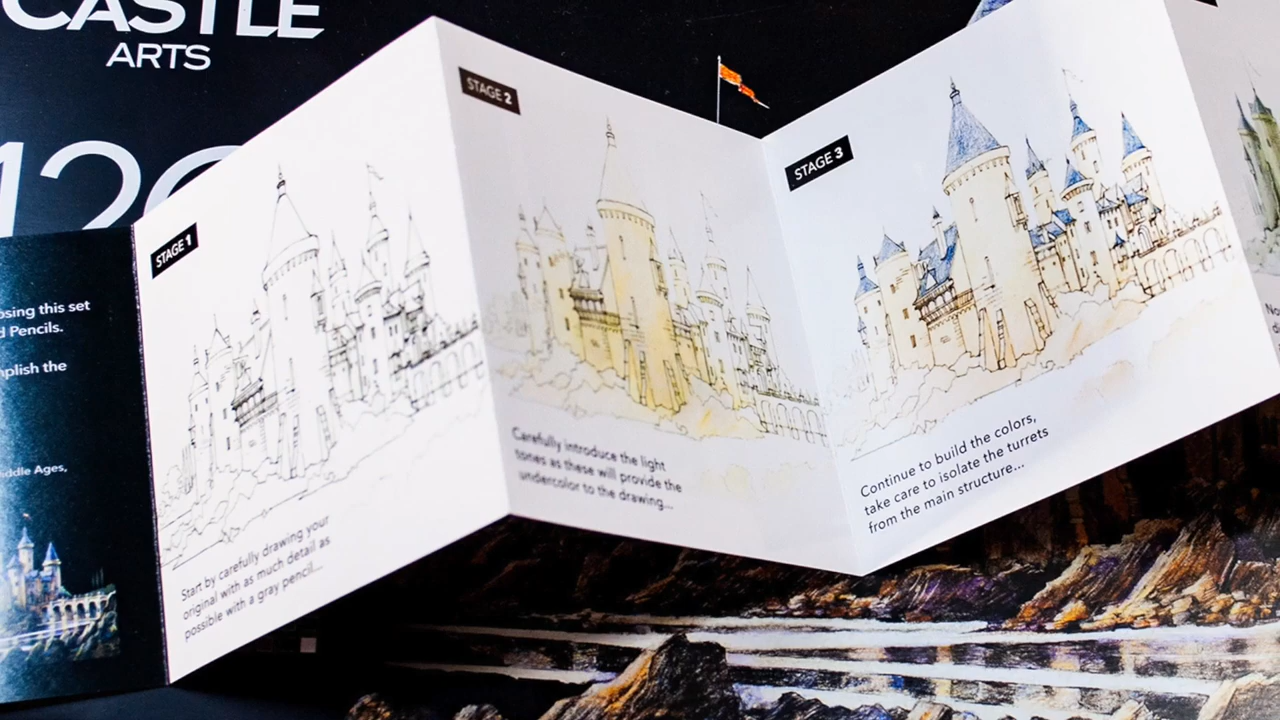 CASTLE
ARTS
120
osing this set
d Pencils.
nplish the
iddle Ages,
STAGE 1
Start by carefully drawing your
original with as much detail as
possible with a gray pencil...
STAGE 2
Carefully introduce the light
tones as these will provide the
undercolor to the drawing...
STAGE 3
Continue to build the colors,
take care to isolate the turrets
from the main structure...